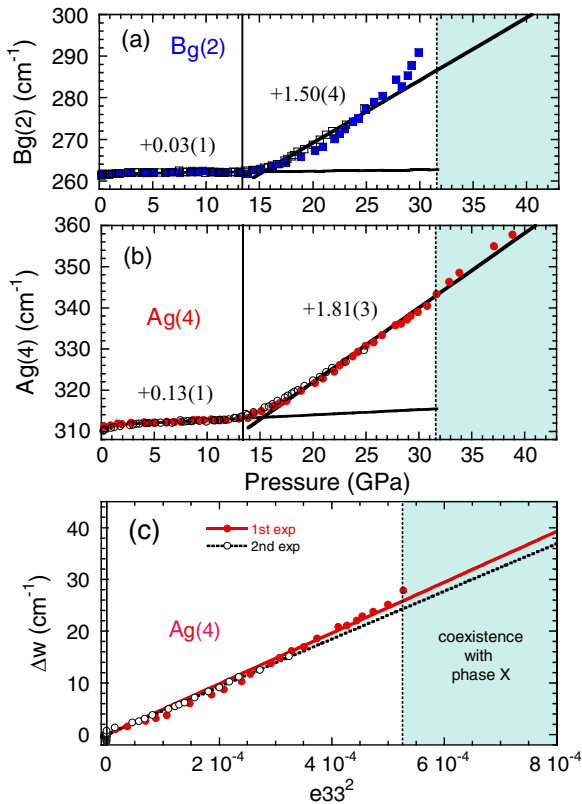 300
(a)
Bg(2)
290
+1.50(4)
280
270
+0.03(1)
260
0 5 10 15 20 25 30 35 40
GPa
Bg(2) (cm-1)
360
(b)
350
+1.81(3)
340
Ag(4)
330
320
+0.13(1)
310
0 5 10 15 20 25 30 35 40
Pressure (GPa)
Ag(4) (cm-1)
(c)
1st exp
2nd exp
40
30
Ag(4)
20
coexistence
with
phase X
10
0
0 2 10-4 4 10-4 6 10-4 8 10-4
e33²
Δw (cm-1)